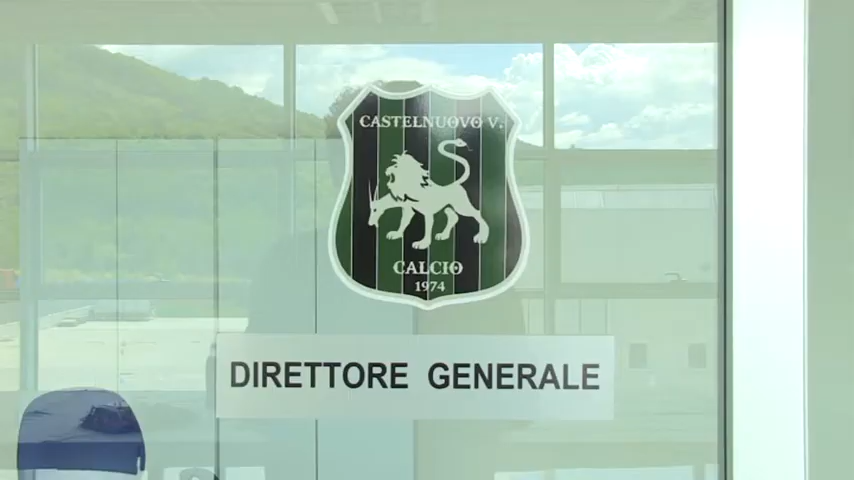 CASTELNUOVO V.
CALCIO
1974
DIRETTORE GENERALE